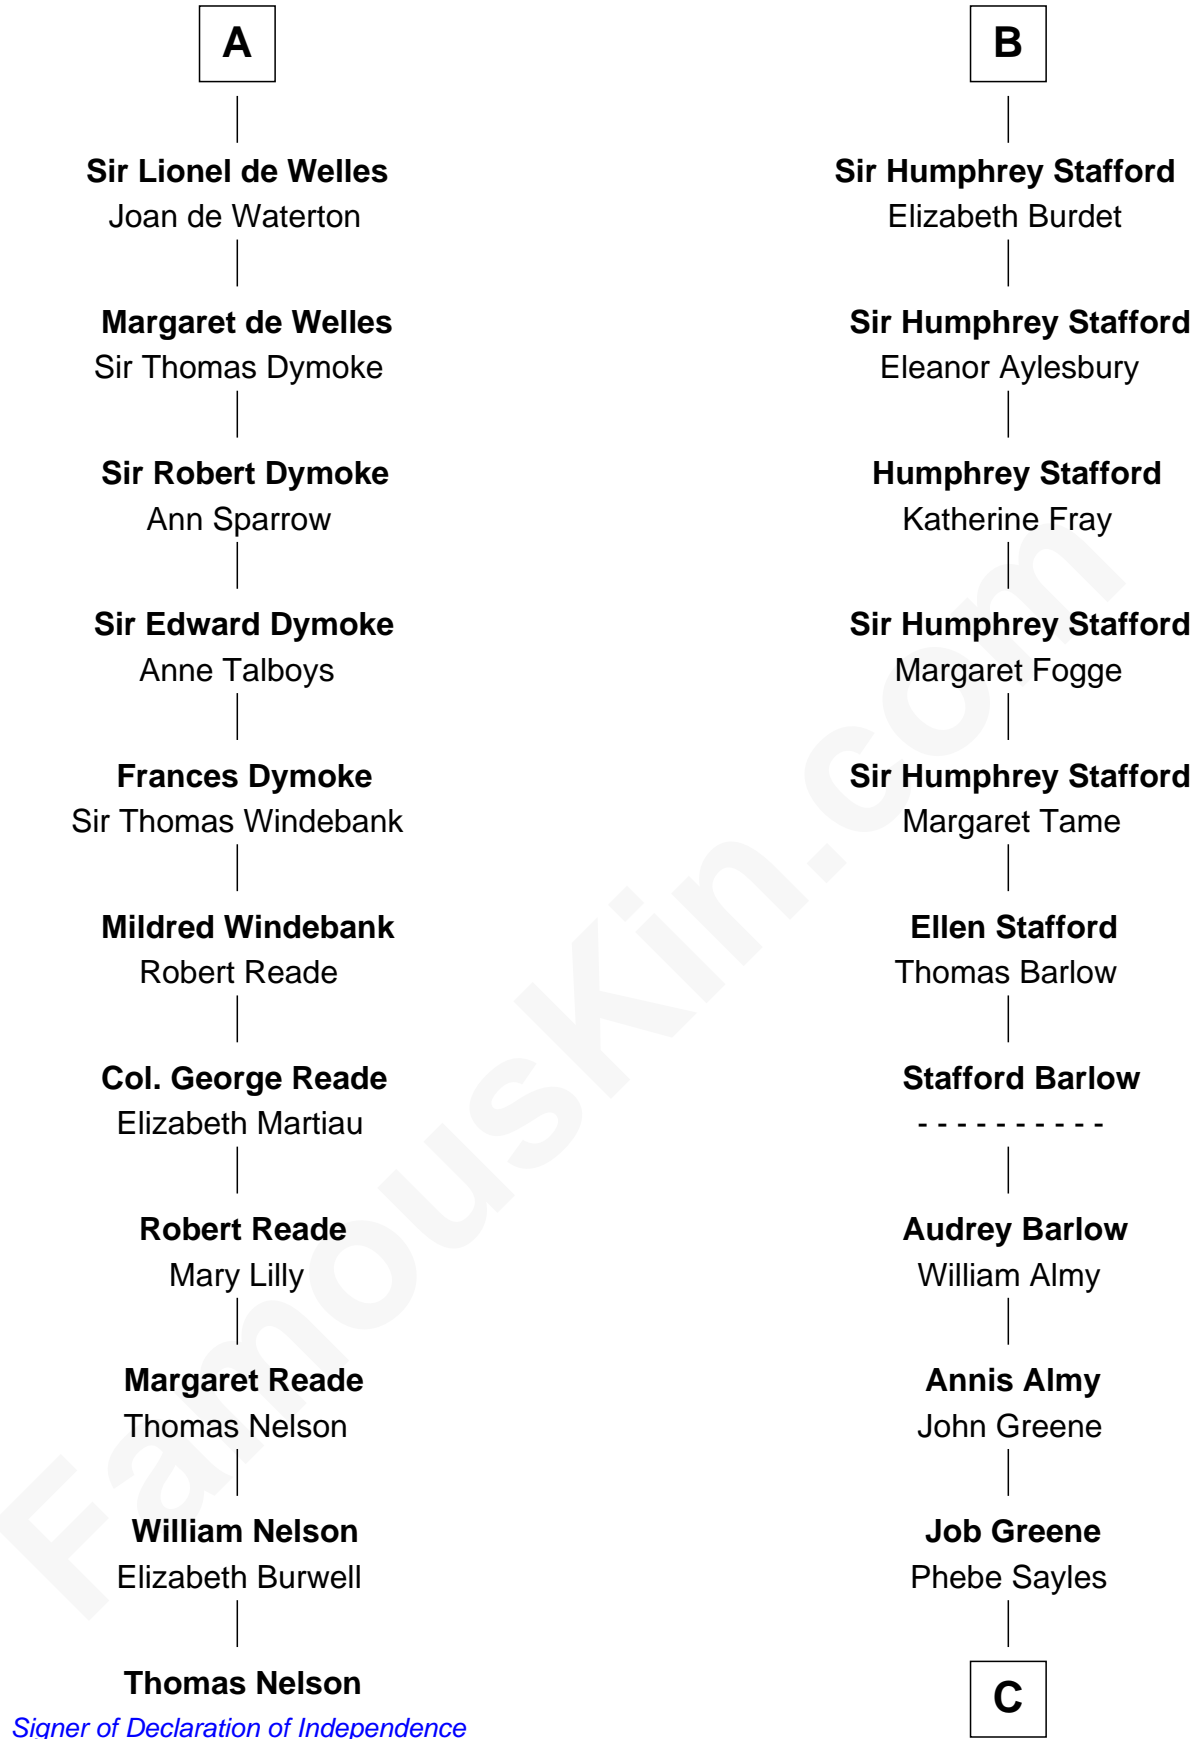 A
Sir Lionel de Welles
Joan de Waterton
Margaret de Welles
Sir Thomas Dymoke
Sir Robert Dymoke
Ann Sparrow
Sir Edward Dymoke
Anne Talboys
Frances Dymoke
Sir Thomas Windebank
Mildred Windebank
Robert Reade
Col. George Reade
Elizabeth Martiau
Robert Reade
Mary Lilly
Margaret Reade
Thomas Nelson
William Nelson
Elizabeth Burwell
Thomas Nelson
Signer of Declaration of Independence
B
Sir Humphrey Stafford
Elizabeth Burdet
Sir Humphrey Stafford
Eleanor Aylesbury
Humphrey Stafford
Katherine Fray
Sir Humphrey Stafford
Margaret Fogge
Sir Humphrey Stafford
Margaret Tame
Ellen Stafford
Thomas Barlow
Stafford Barlow
- - - - - - - - - -
Audrey Barlow
William Almy
Annis Almy
John Greene
Job Greene
Phebe Sayles
C
FamousKin.com